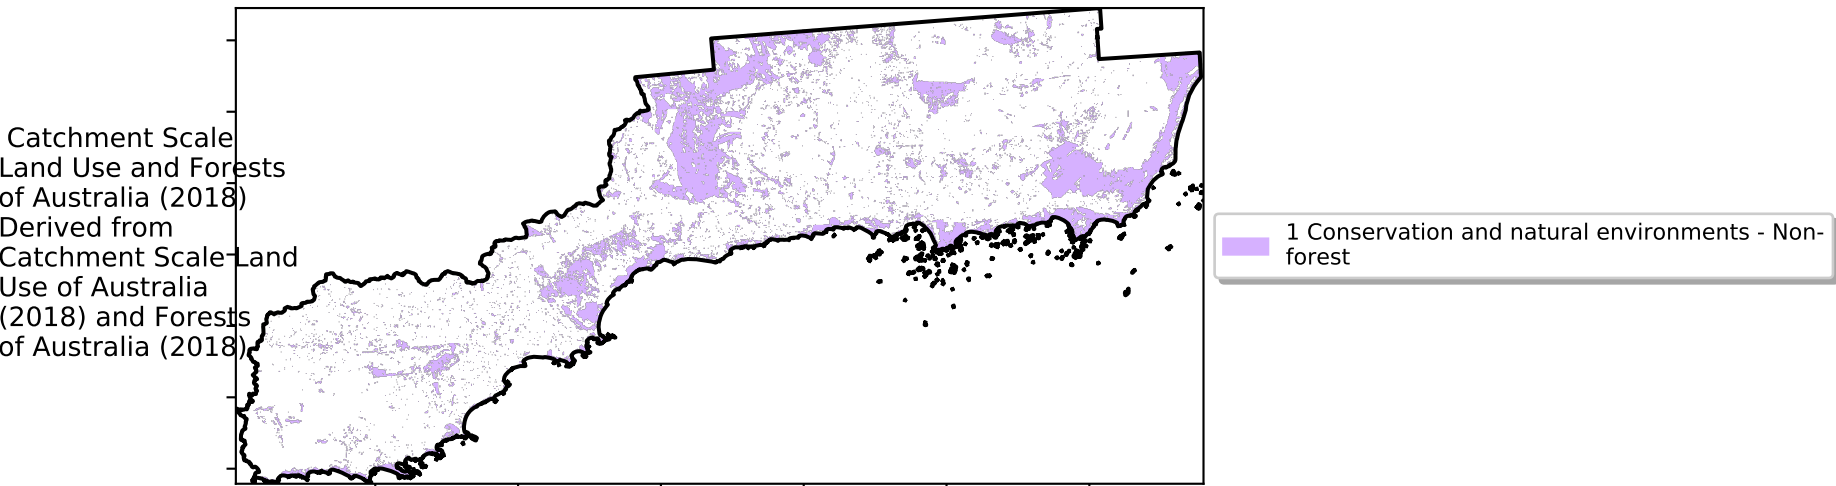 Catchment Scale
Land Use and Forests
of Australia (2018)
Derived from
Catchment Scale Land
Use of Australia
(2018) and Forests
of Australia (2018)
1 Conservation and natural environments - Non-
forest